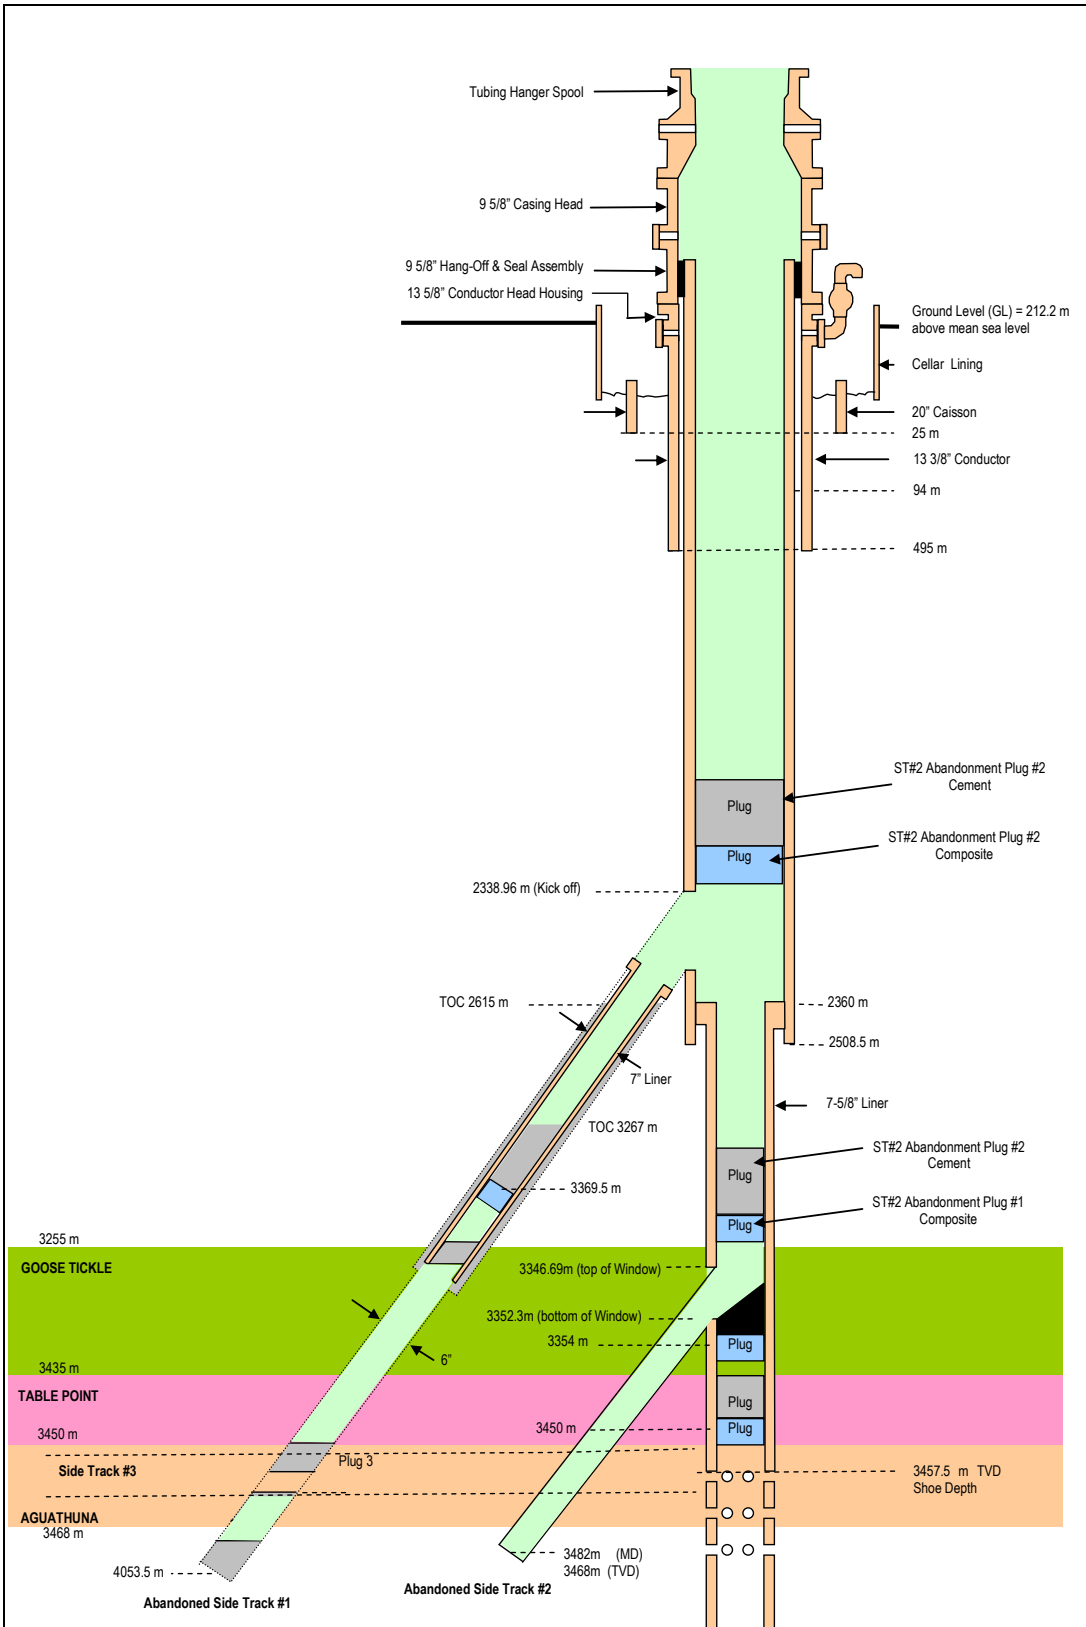 Tubing Hanger Spool
9 5/8" Casing Head
9 5/8" Hang-Off & Seal Assembly
13 5/8" Conductor Head Housing
Ground Level (GL) = 212.2 m
above mean sea level
Cellar Lining
20" Caisson
25 m
13 3/8" Conductor
94 m
495 m
ST#2 Abandonment Plug #2
Cement
Plug
ST#2 Abandonment Plug #2
Composite
Plug
2338.96 m (Kick off)
TOC 2615 m
2360 m
2508.5 m
7" Liner
7-5/8" Liner
TOC 3267 m
ST#2 Abandonment Plug #2
Cement
Plug
3369.5 m
ST#2 Abandonment Plug #1
Composite
Plug
3255 m
GOOSE TICKLE
3346.69m (top of Window)
3352.3m (bottom of Window)
3354 m
Plug
6"
3435 m
TABLE POINT
Plug
3450 m
3450 m
Plug
Plug 3
Side Track #3
3457.5 m TVD
Shoe Depth
AGUATHUNA
3468 m
3482m (MD)
3468m (TVD)
4053.5 m
Abandoned Side Track #2
Abandoned Side Track #1